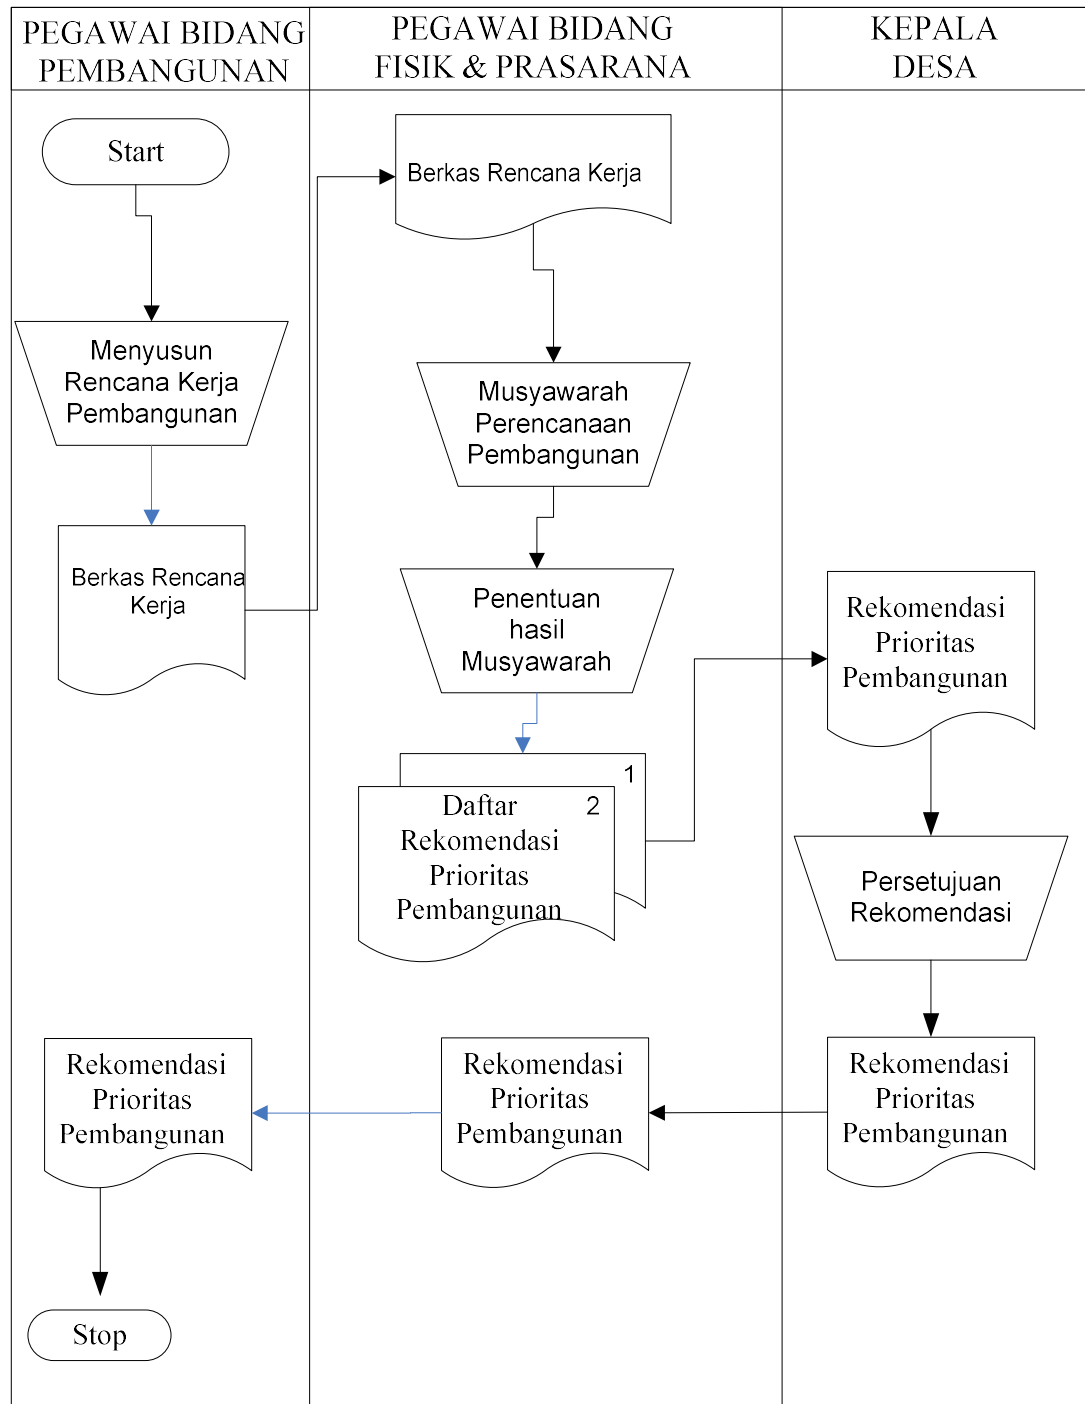 PEGAWAI BIDANG
PEMBANGUNAN
PEGAWAI BIDANG
FISIK & PRASARANA
KEPALA
DESA
Start
Menyusun
Rencana Kerja
Pembangunan
Berkas Rencana
Kerja
Berkas Rencana Kerja
Musyawarah
Perencanaan
Pembangunan
Penentuan
hasil
Musyawarah
1
2
Daftar
Rekomendasi
Prioritas
Pembangunan
Rekomendasi
Prioritas
Pembangunan
Persetujuan
Rekomendasi
Rekomendasi
Prioritas
Pembangunan
Rekomendasi
Prioritas
Pembangunan
Rekomendasi
Prioritas
Pembangunan
Stop